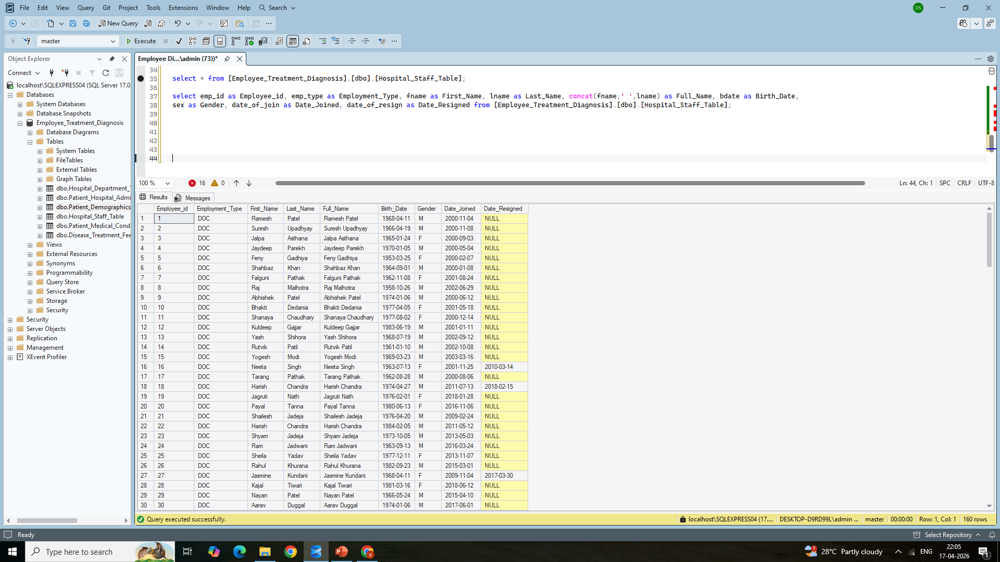 File Edit View Query Git Project Tools Extensions Window Help Search DS
New Query
master Execute
Object Explorer
Connect
localhost\SQLEXPRESS04 (SQL Server 17.0
Databases
System Databases
Database Snapshots
Employee_Treatment_Diagnosis
Database Diagrams
Tables
System Tables
FileTables
External Tables
Graph Tables
dbo.Hospital_Department_
dbo.Patient_Hospital_Admi
dbo.Patient_Demographics
dbo.Hospital_Staff_Table
dbo.Patient_Medical_Cond
dbo.Disease_Treatment_Fee
Views
External Resources
Synonyms
Programmability
Query Store
Service Broker
Storage
Security
Security
Server Objects
Replication
Management
XEvent Profiler
Employee Di...\admin (73))*
34
35 select * from [Employee_Treatment_Diagnosis].[dbo].[Hospital_Staff_Table];
36
37 select emp_id as Employee_id, emp_type as Employment_Type, fname as First_Name, lname as Last_Name, concat(fname,' ',lname) as Full_Name, bdate as Birth_Date,
38 sex as Gender, date_of_join as Date_Joined, date_of_resign as Date_Resigned from [Employee_Treatment_Diagnosis].[dbo].[Hospital_Staff_Table];
39
40
41
42
43
44
100 % 16 0 Ln: 44, Ch: 1 SPC CRLF UTF-8
Results Messages
Employee_id Employment_Type First_Name Last_Name Full_Name Birth_Date Gender Date_Joined Date_Resigned
1 1 DOC Ramesh Patel Ramesh Patel 1968-04-11 M 2000-11-04 NULL
2 2 DOC Suresh Upadhyay Suresh Upadhyay 1966-04-19 M 2000-11-08 NULL
3 3 DOC Jalpa Asthana Jalpa Asthana 1965-01-24 F 2000-09-03 NULL
4 4 DOC Jaydeep Parekh Jaydeep Parekh 1970-01-05 M 2000-05-04 NULL
5 5 DOC Feny Gadhiya Feny Gadhiya 1953-03-25 F 2000-02-07 NULL
6 6 DOC Shahbaz Khan Shahbaz Khan 1964-09-01 M 2000-01-08 NULL
7 7 DOC Falguni Pathak Falguni Pathak 1962-11-08 F 2001-08-24 NULL
8 8 DOC Raj Malhotra Raj Malhotra 1958-10-26 M 2002-06-29 NULL
9 9 DOC Abhishek Patel Abhishek Patel 1974-01-06 M 2000-06-12 NULL
10 10 DOC Bhakti Dedania Bhakti Dedania 1977-04-05 F 2001-05-18 NULL
11 11 DOC Shanaya Chaudhary Shanaya Chaudhary 1977-08-02 F 2000-12-14 NULL
12 12 DOC Kuldeep Gajjar Kuldeep Gajjar 1983-06-19 M 2001-01-11 NULL
13 13 DOC Yash Shihora Yash Shihora 1968-07-19 M 2002-09-12 NULL
14 14 DOC Rutvik Patil Rutvik Patil 1961-01-10 M 2002-10-08 NULL
15 15 DOC Yogesh Modi Yogesh Modi 1969-03-23 M 2003-03-16 NULL
16 16 DOC Neeta Singh Neeta Singh 1963-07-13 F 2001-11-25 2010-03-14
17 17 DOC Tarang Pathak Tarang Pathak 1962-08-28 M 2000-08-06 NULL
18 18 DOC Harish Chandra Harish Chandra 1974-04-27 M 2011-07-13 2018-02-15
19 19 DOC Jagruti Nath Jagruti Nath 1976-02-01 F 2018-01-28 NULL
20 20 DOC Payal Tanna Payal Tanna 1980-06-13 F 2016-11-06 NULL
21 21 DOC Shailesh Jadeja Shailesh Jadeja 1976-04-20 M 2009-02-24 NULL
22 22 DOC Harish Chandra Harish Chandra 1984-02-05 M 2011-05-12 NULL
23 23 DOC Shyam Jadeja Shyam Jadeja 1973-10-05 M 2013-05-03 NULL
24 24 DOC Ram Jadwani Ram Jadwani 1963-09-13 M 2016-03-24 NULL
25 25 DOC Sheila Yadav Sheila Yadav 1977-12-11 F 2013-11-07 NULL
26 26 DOC Rahul Khurana Rahul Khurana 1982-09-23 M 2015-03-01 NULL
27 27 DOC Jasmine Kundani Jasmine Kundani 1968-04-11 F 2009-11-04 2017-03-30
28 28 DOC Kajal Tiwari Kajal Tiwari 1981-03-16 F 2018-06-12 NULL
29 29 DOC Nayan Patel Nayan Patel 1966-05-24 M 2015-04-10 NULL
30 30 DOC Aarav Duggal Aarav Duggal 1974-01-06 M 2017-06-01 NULL
Query executed successfully. localhost\SQLEXPRESS04 (17.... DESKTOP-D9RD99L\admin ... master 00:00:00 Row: 1, Col: 1 160 rows
Ready Select Repository
Type here to search 28°C Partly cloudy ENG 22:05
17-04-2026